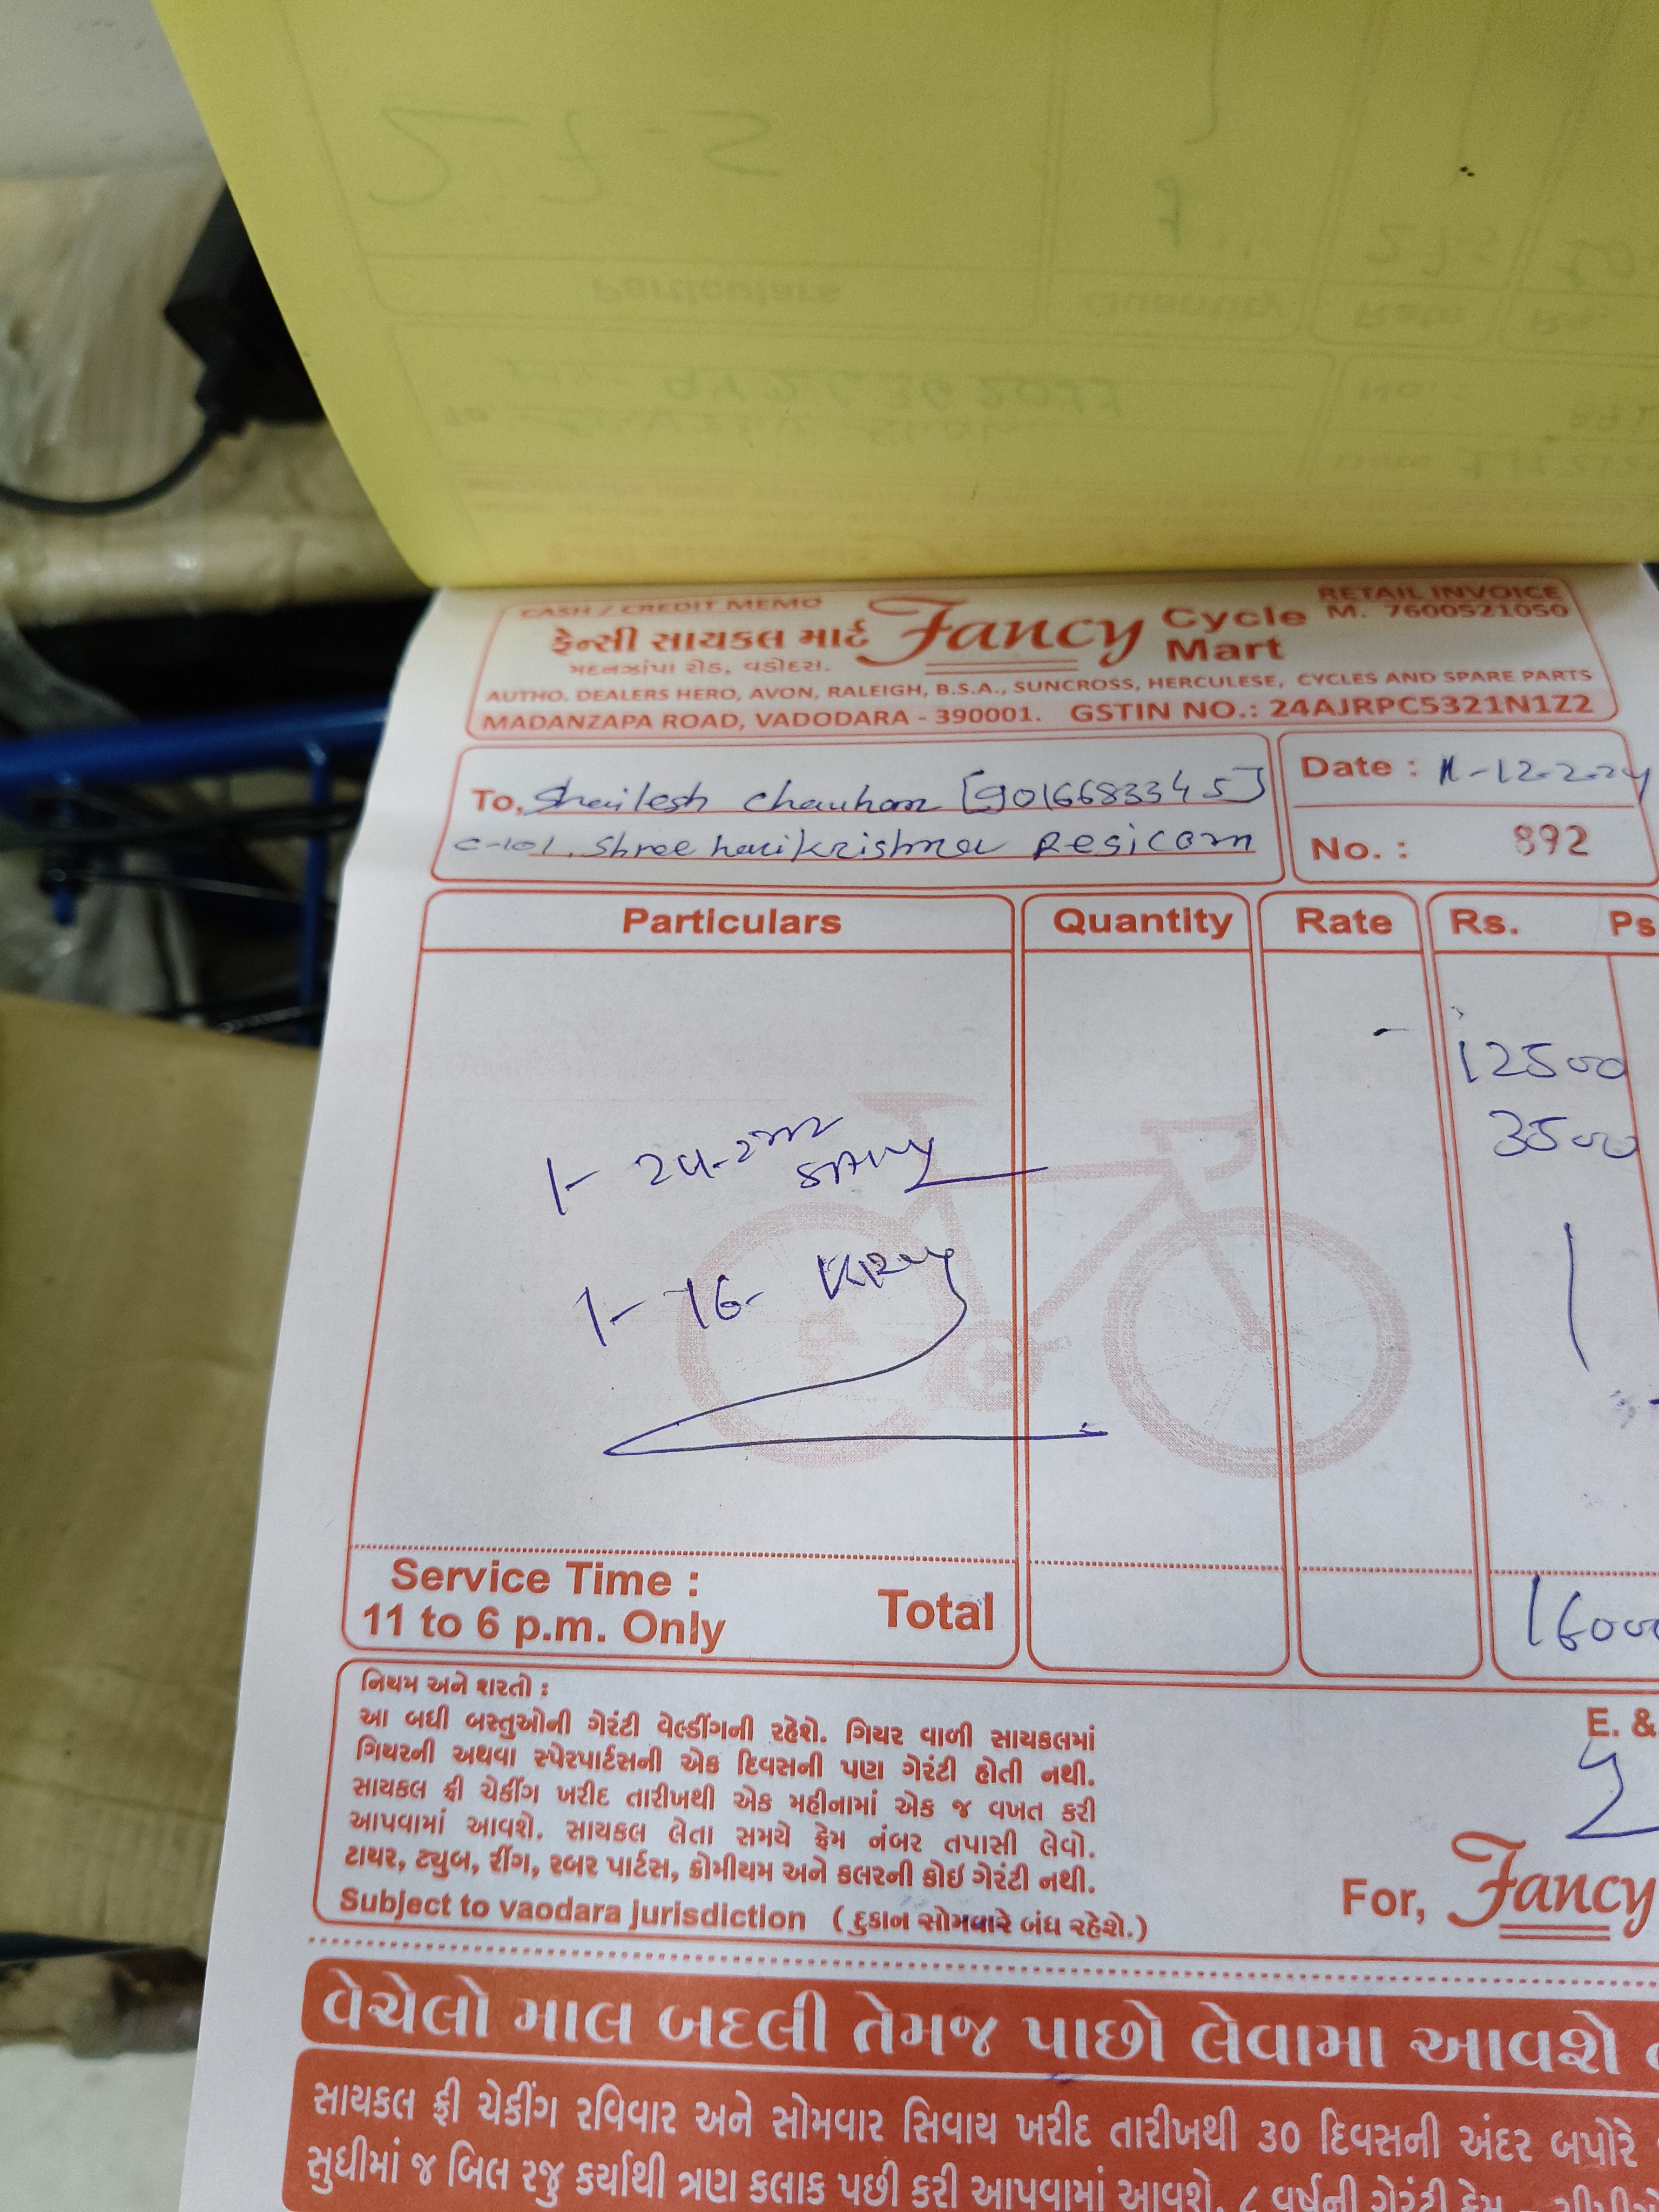 CASH / CREDIT MEMO
RETAIL INVOICE
ફેન્સી સાયકલ માર્ટ Fancy Cycle Mart M. 7600521050
મદનઝાંપા રોડ, વડોદરા.
AUTHO. DEALERS HERO, AVON, RALEIGH, B.S.A., SUNCROSS, HERCULESE, CYCLES AND SPARE PARTS
MADANZAPA ROAD, VADODARA - 390001. GSTIN NO.: 24AJRPC5321N1Z2
To, Shailesh Chauhan [9016683345]
C-101, Shree harikrishna Resicom
Date :
No. : 892
Particulars Quantity Rate Rs. Ps
12500
3500
1-
1- 16-
Service Time :
11 to 6 p.m. Only
Total 16000
નિયમ અને શરતો :
આ બધી બસ્તુઓની ગેરંટી વેલ્ડીંગની રહેશે. ગિયર વાળી સાયકલમાં
ગિયરની અથવા સ્પેરપાર્ટસની એક દિવસની પણ ગેરંટી હોતી નથી.
સાયકલ ફ્રી ચેકીંગ ખરીદ તારીખથી એક મહીનામાં એક જ વખત કરી
આપવામાં આવશે. સાયકલ લેતા સમયે ફ્રેમ નંબર તપાસી લેવો.
ટાયર, ટ્યુબ, રીંગ, રબર પાર્ટસ, ક્રોમીયમ અને કલરની કોઇ ગેરંટી નથી.
Subject to vaodara jurisdiction (દુકાન સોમવારે બંધ રહેશે.)
E. &
For, Fancy
વેચેલો માલ બદલી તેમજ પાછો લેવામા આવશે
સાયકલ ફ્રી ચેકીંગ રવિવાર અને સોમવાર સિવાય ખરીદ તારીખથી 30 દિવસની અંદર બપોરે
સુધીમાં જ બિલ રજુ કર્યાથી ત્રણ કલાક પછી કરી આપવામાં આવશે. ૮ વર્ષની ગેરંટી ફ્રેમ